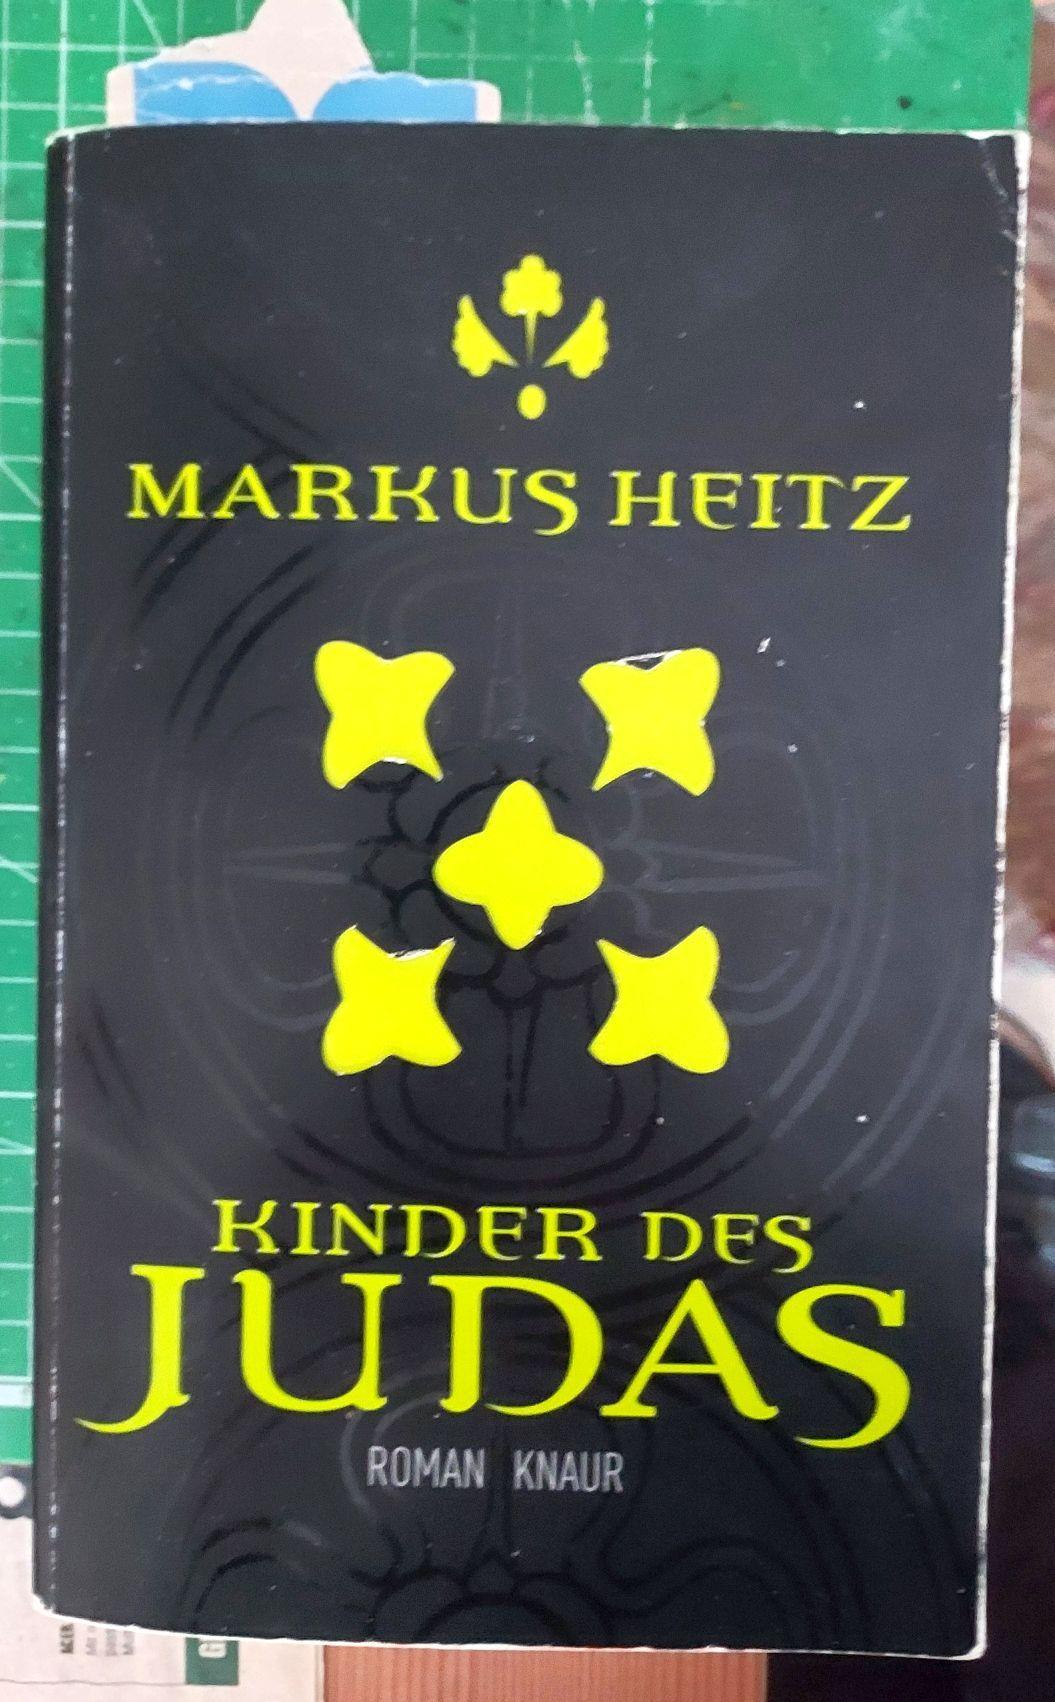 MARKUS HEITZ
KINDER DES
JUDAS
ROMAN KNAUR